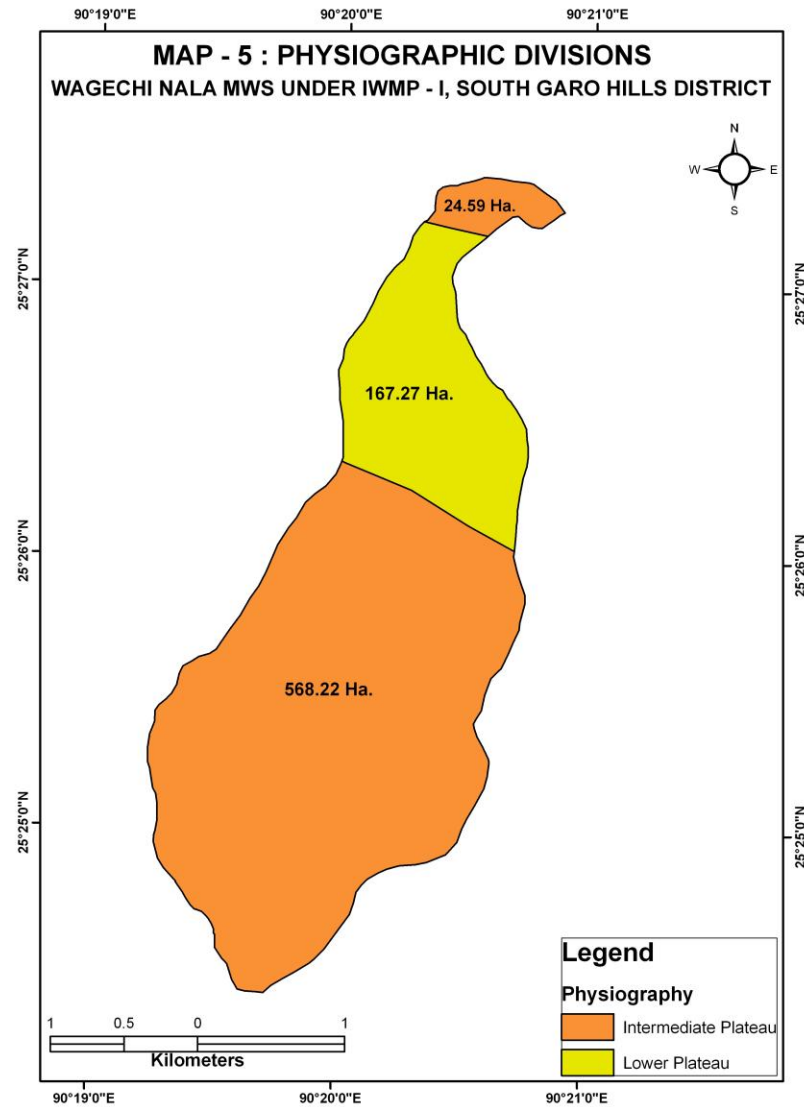 90°19'0"E 90°20'0"E 90°21'0"E
MAP - 5 : PHYSIOGRAPHIC DIVISIONS
WAGECHI NALA MWS UNDER IWMP - I, SOUTH GARO HILLS DISTRICT
N
W E
S
24.59 Ha.
25°27'0"N 25°27'0"N
167.27 Ha.
25°26'0"N 25°26'0"N
568.22 Ha.
25°25'0"N 25°25'0"N
Legend
Physiography
Intermediate Plateau
Lower Plateau
1 0.5 0 1
Kilometers
90°19'0"E 90°20'0"E 90°21'0"E